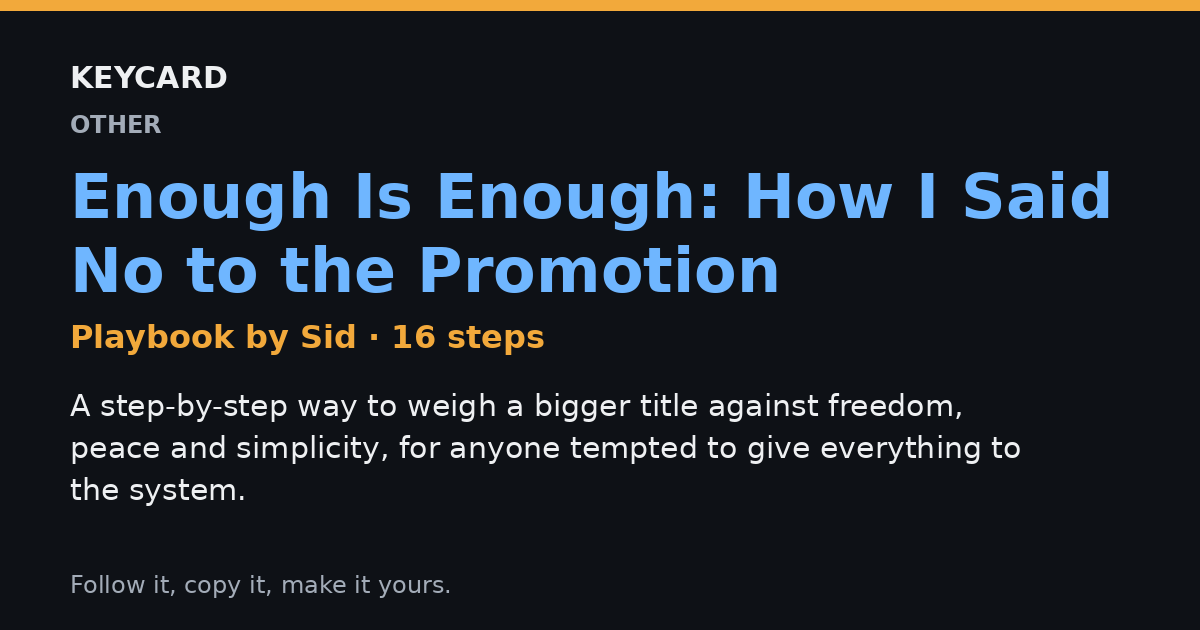 KEYCARD
OTHER
Enough Is Enough: How I Said
No to the Promotion
Playbook by Sid · 16 steps
A step-by-step way to weigh a bigger title against freedom,
peace and simplicity, for anyone tempted to give everything to
the system.
Follow it, copy it, make it yours.